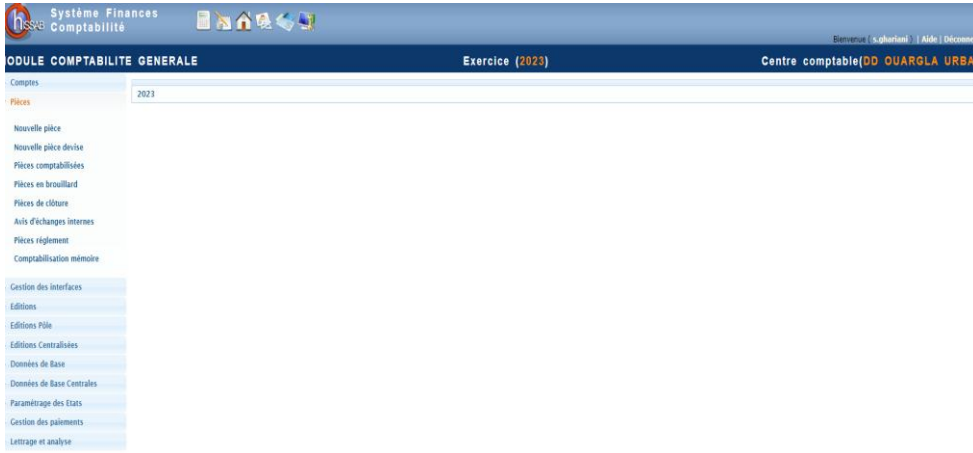 hissab Système Finances
Comptabilité
Bienvenue ( s.ghariani ) | Aide | Déconne
MODULE COMPTABILITE GENERALE Exercice (2023) Centre comptable(DD OUARGLA URBA
Comptes
2023
Pièces
Nouvelle pièce
Nouvelle pièce devise
Pièces comptabilisées
Pièces en brouillard
Pièces de clôture
Avis d'échanges internes
Pièces règlement
Comptabilisation mémoire
Gestion des interfaces
Editions
Editions Pôle
Editions Centralisées
Données de Base
Données de Base Centrales
Paramétrage des Etats
Gestion des paiements
Lettrage et analyse